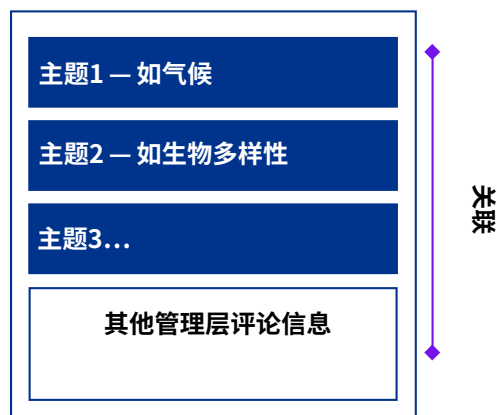 主题1 — 如气候
主题2 — 如生物多样性
主题3…
其他管理层评论信息
关联